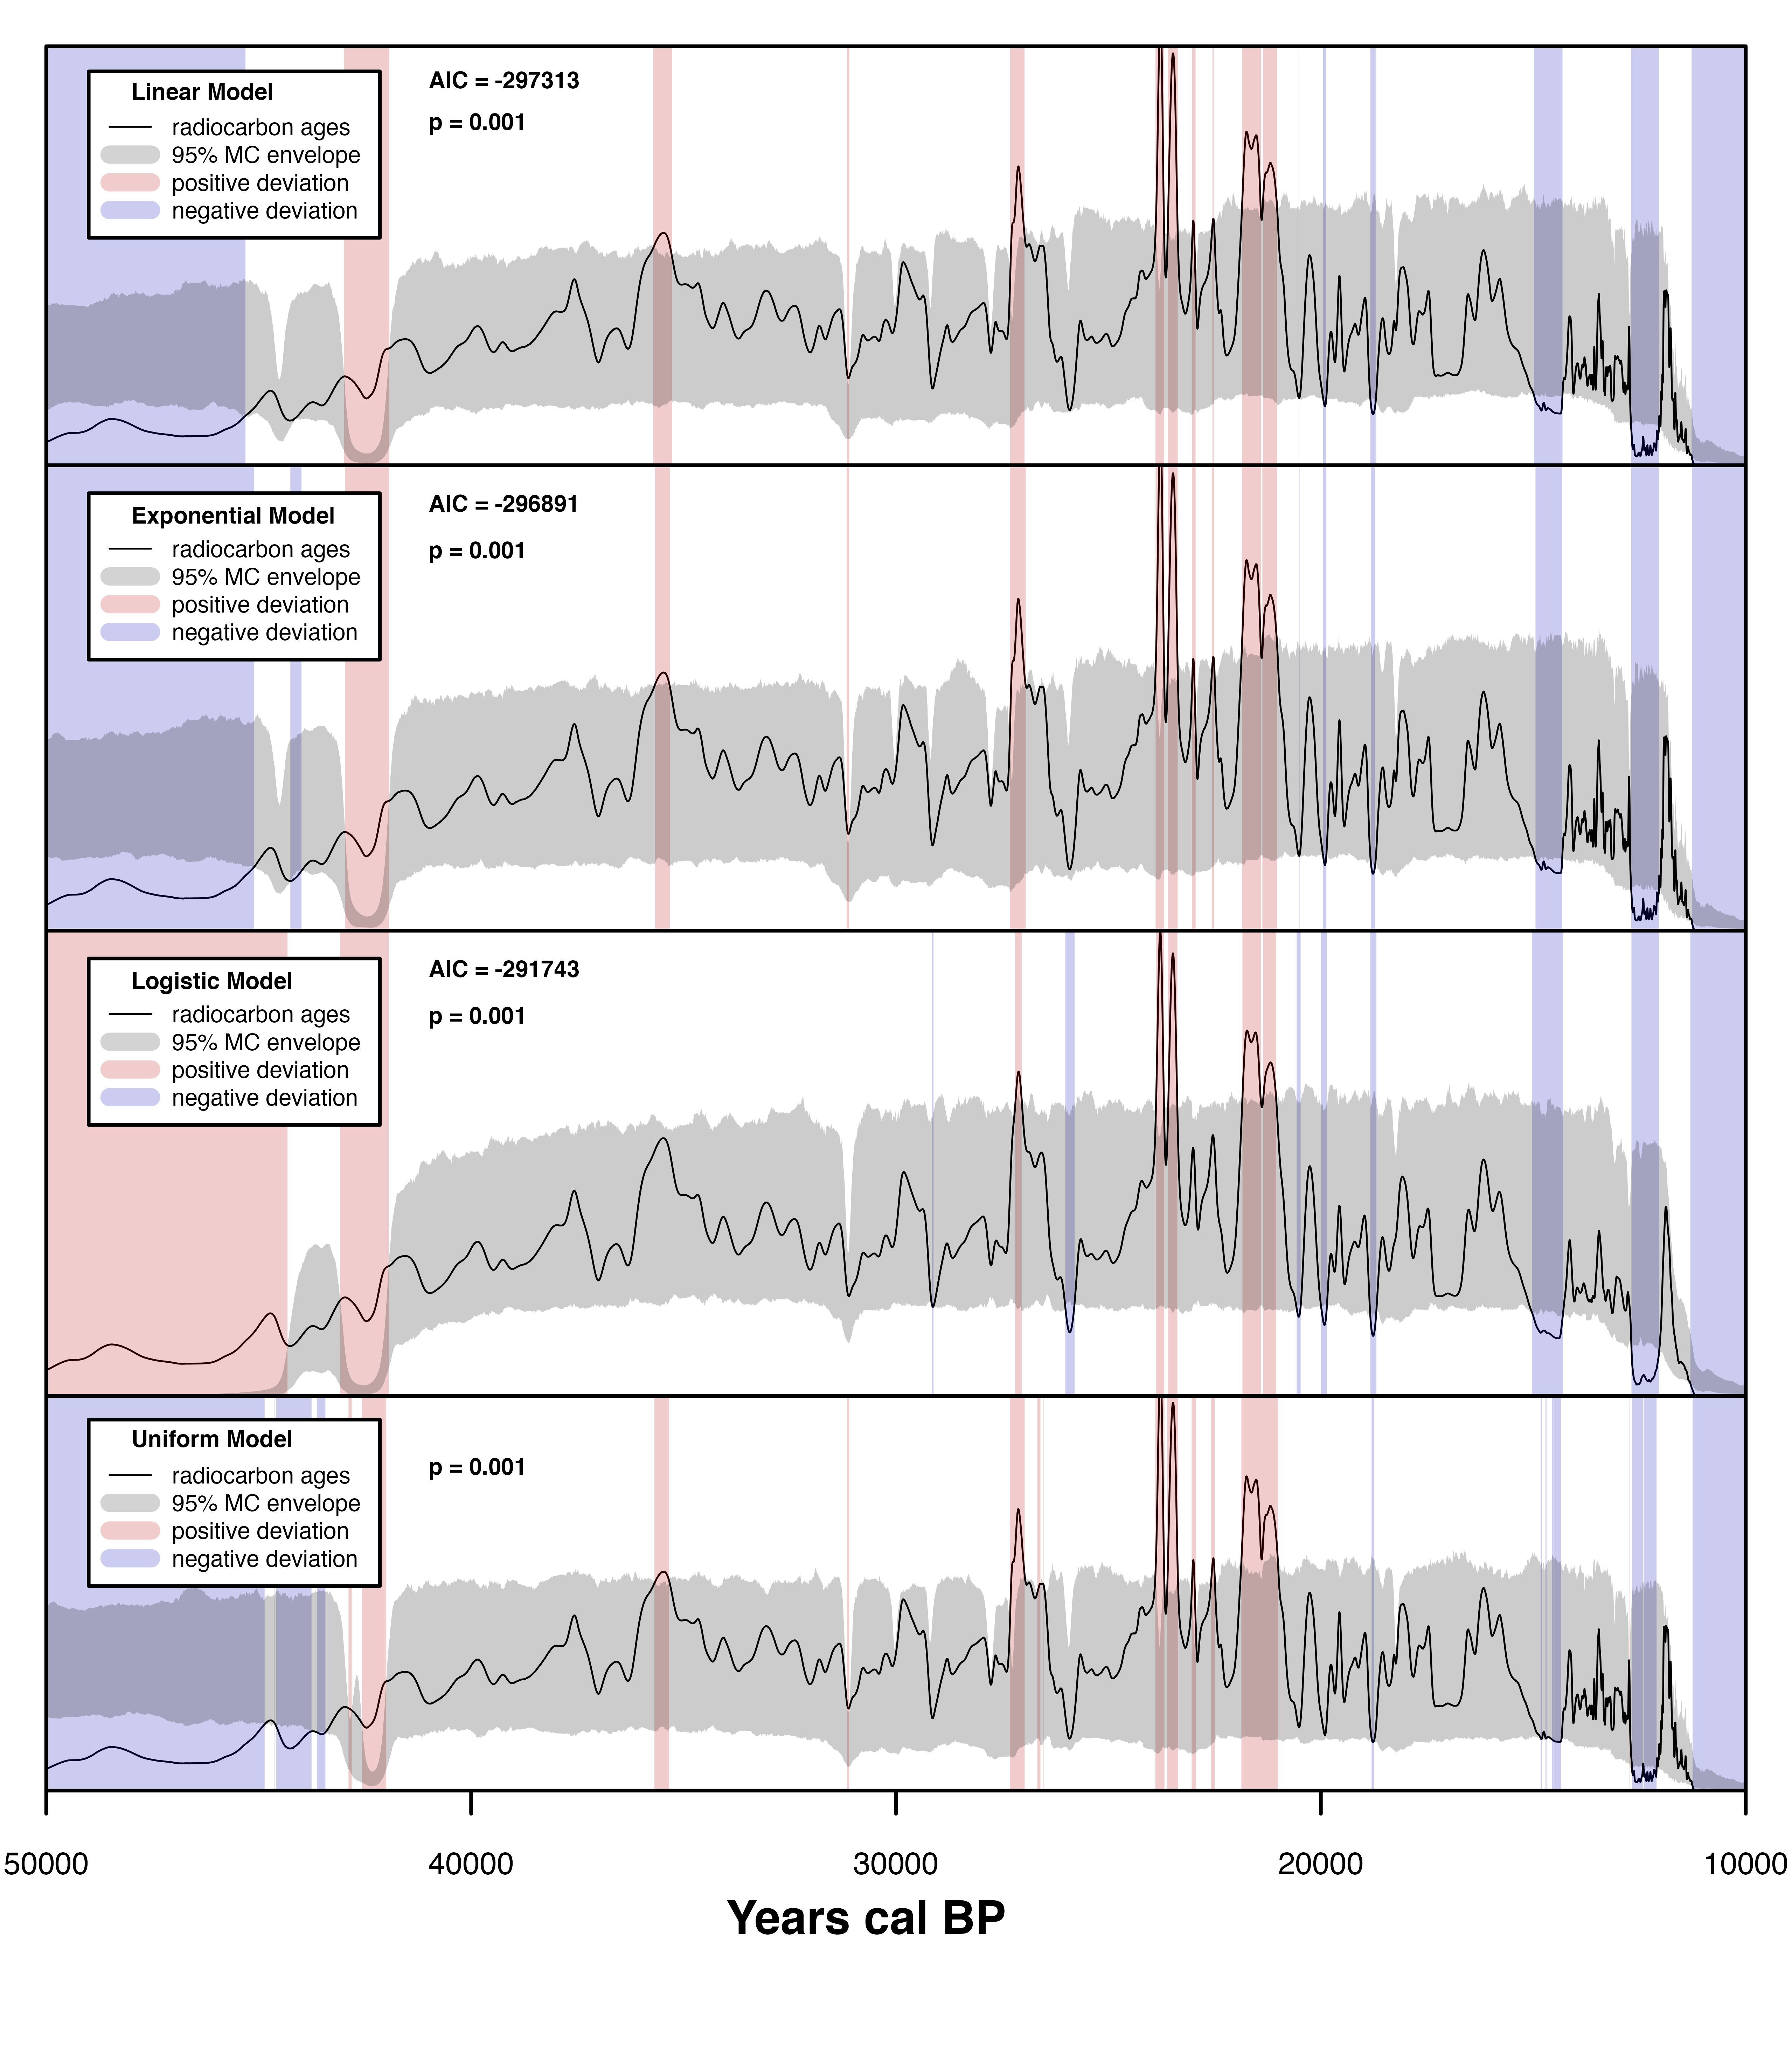 Linear Model
radiocarbon ages
95% MC envelope
positive deviation
negative deviation
AIC = -297313
p = 0.001
Exponential Model
radiocarbon ages
95% MC envelope
positive deviation
negative deviation
AIC = -296891
p = 0.001
Logistic Model
radiocarbon ages
95% MC envelope
positive deviation
negative deviation
AIC = -291743
p = 0.001
Uniform Model
radiocarbon ages
95% MC envelope
positive deviation
negative deviation
p = 0.001
50000 40000 30000 20000 10000
Years cal BP